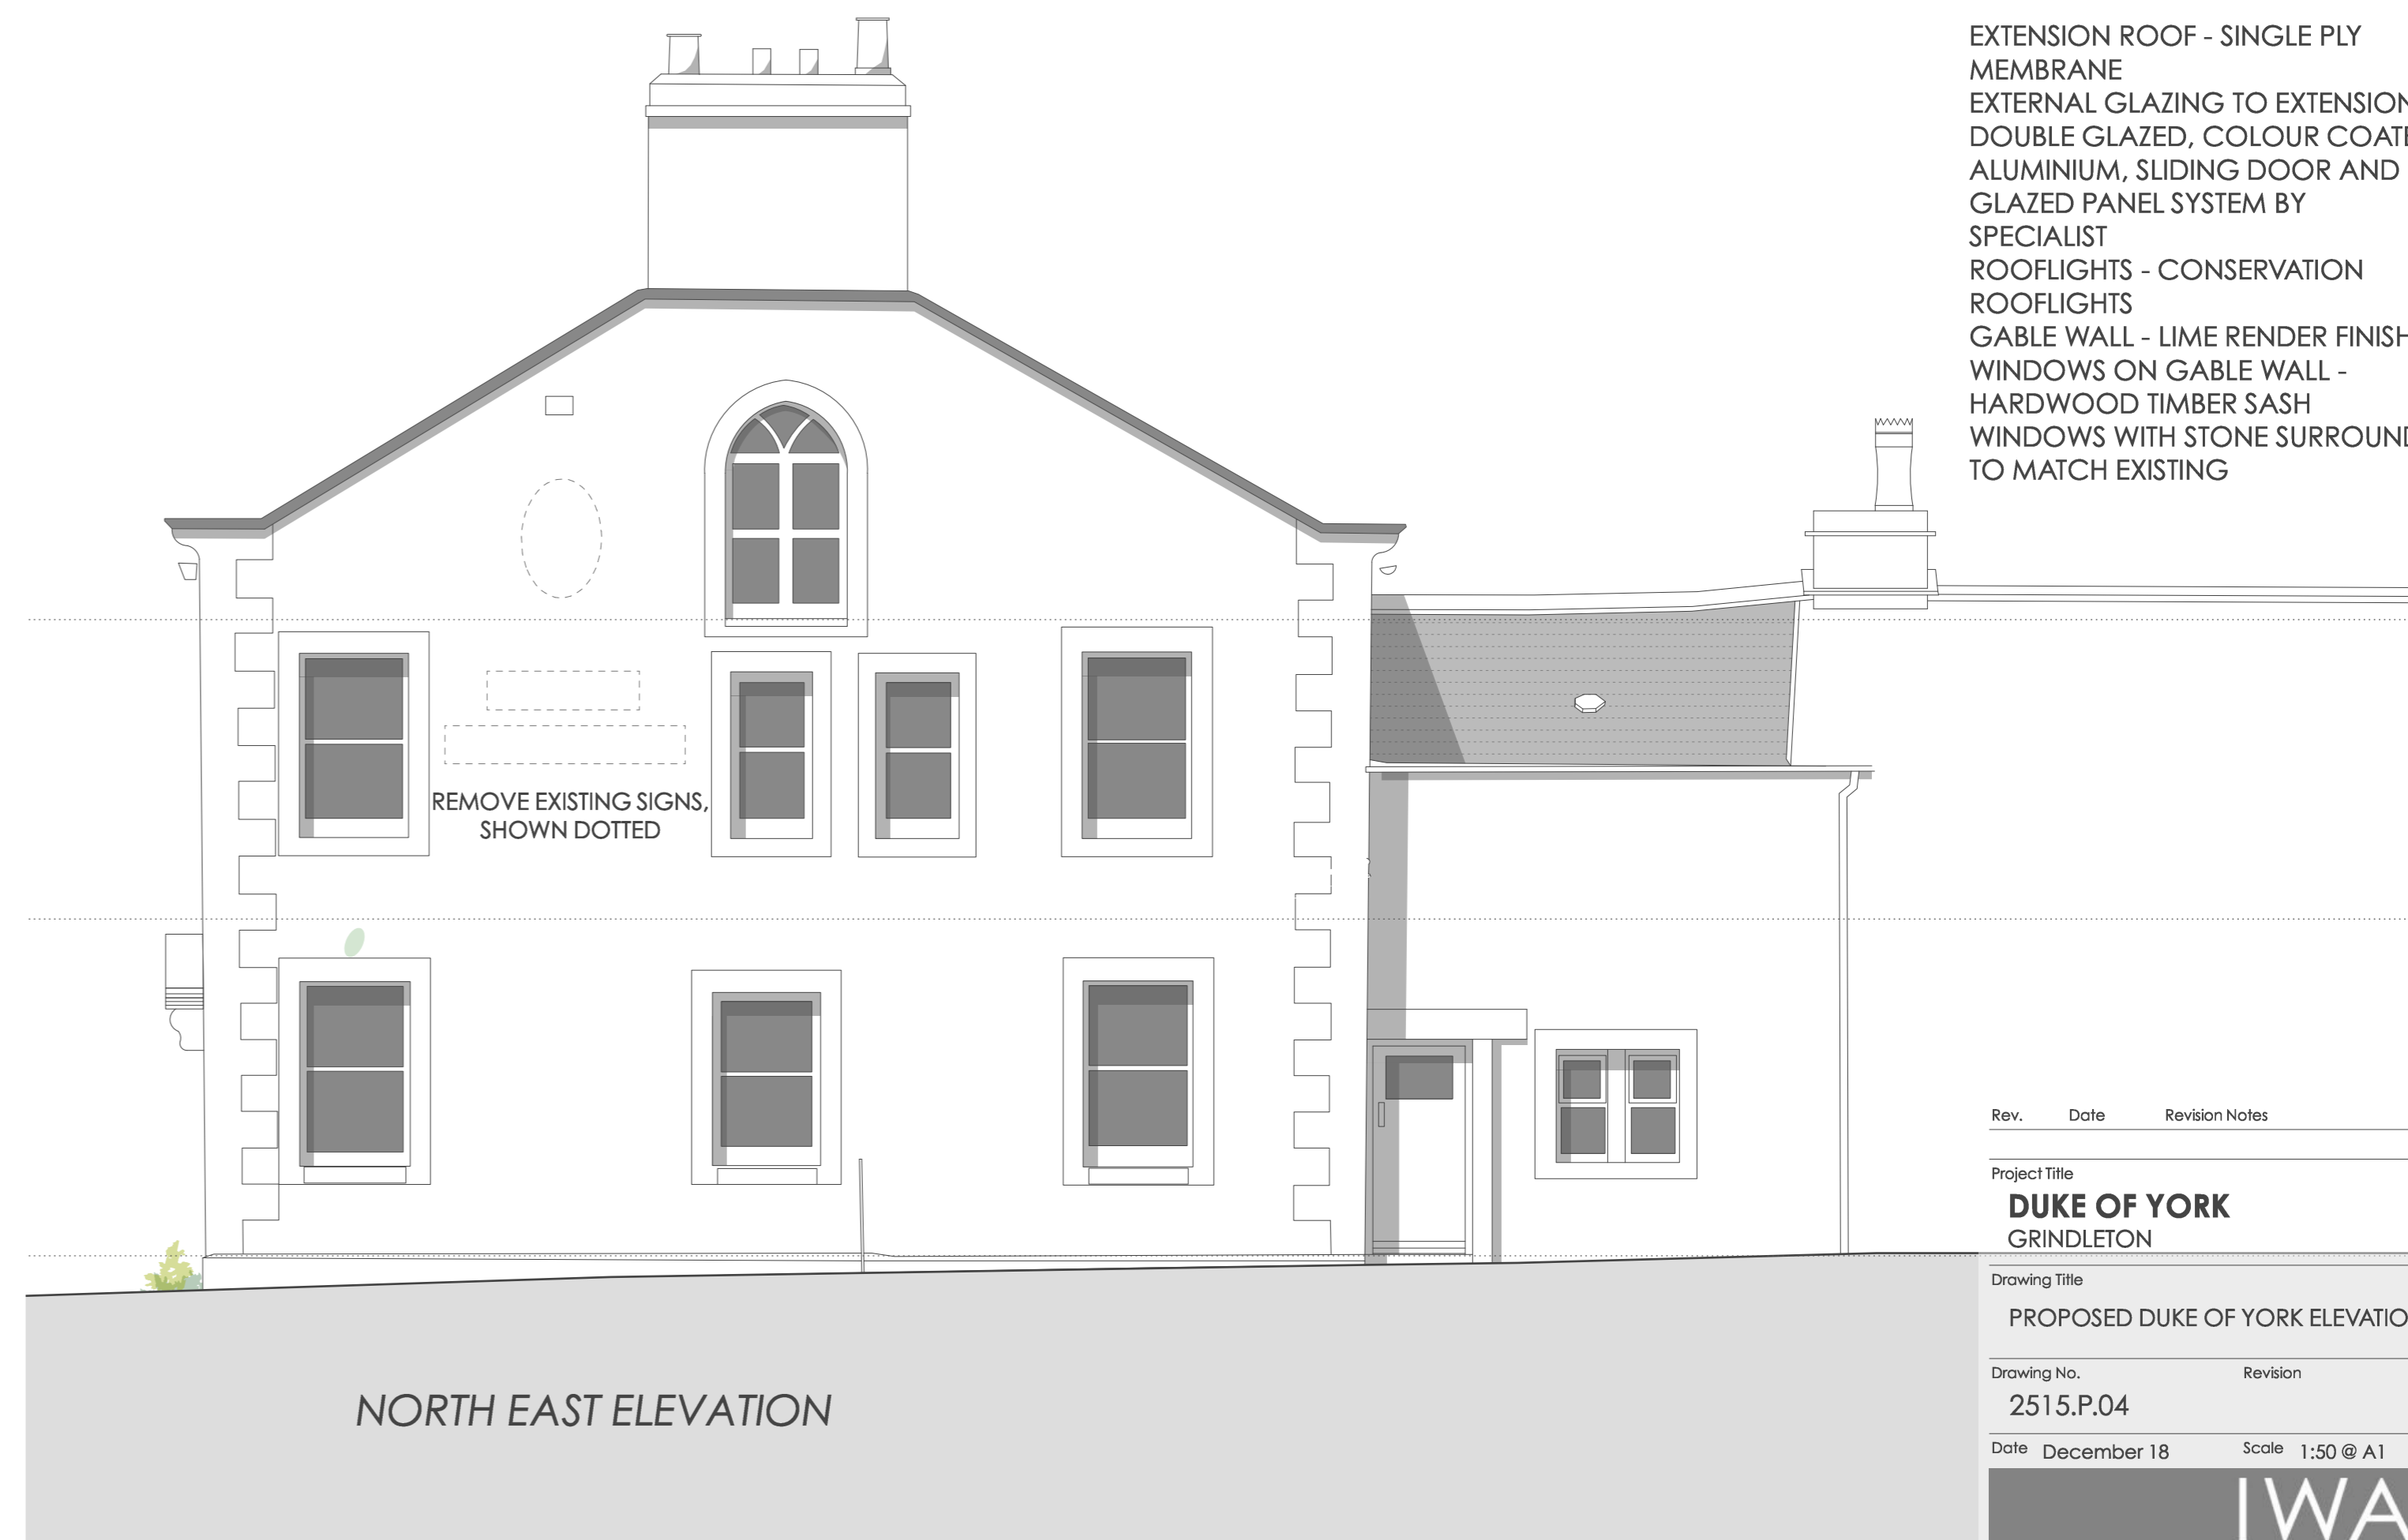 EXTENSION ROOF - SINGLE PLY
MEMBRANE
EXTERNAL GLAZING TO EXTENSION
DOUBLE GLAZED, COLOUR COATE
ALUMINIUM, SLIDING DOOR AND
GLAZED PANEL SYSTEM BY
SPECIALIST
ROOFLIGHTS - CONSERVATION
ROOFLIGHTS
GABLE WALL - LIME RENDER FINISH
WINDOWS ON GABLE WALL -
HARDWOOD TIMBER SASH
WINDOWS WITH STONE SURROUND
TO MATCH EXISTING
REMOVE EXISTING SIGNS,
SHOWN DOTTED
Rev. Date Revision Notes
Project Title
DUKE OF YORK
GRINDLETON
Drawing Title
PROPOSED DUKE OF YORK ELEVATIO
Drawing No. Revision
2515.P.04
Date December 18 Scale 1:50 @ A1
NORTH EAST ELEVATION
IWA